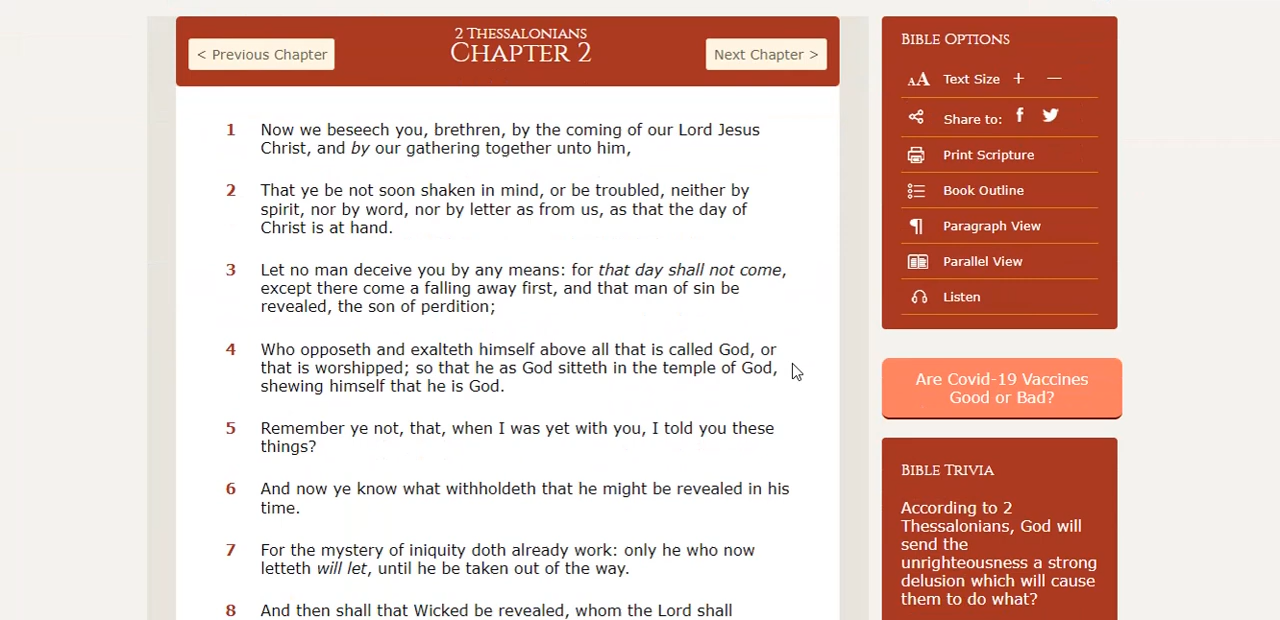 2 Thessalonians
Chapter 2
< Previous Chapter
Next Chapter >
1 Now we beseech you, brethren, by the coming of our Lord Jesus
Christ, and by our gathering together unto him,
2 That ye be not soon shaken in mind, or be troubled, neither by
spirit, nor by word, nor by letter as from us, as that the day of
Christ is at hand.
3 Let no man deceive you by any means: for that day shall not come,
except there come a falling away first, and that man of sin be
revealed, the son of perdition;
4 Who opposeth and exalteth himself above all that is called God, or
that is worshipped; so that he as God sitteth in the temple of God,
shewing himself that he is God.
5 Remember ye not, that, when I was yet with you, I told you these
things?
6 And now ye know what withholdeth that he might be revealed in his
time.
7 For the mystery of iniquity doth already work: only he who now
letteth will let, until he be taken out of the way.
8 And then shall that Wicked be revealed, whom the Lord shall
Bible Options
AA Text Size + —
Share to: f
Print Scripture
Book Outline
¶ Paragraph View
Parallel View
Listen
Are Covid-19 Vaccines
Good or Bad?
Bible Trivia
According to 2
Thessalonians, God will
send the
unrighteousness a strong
delusion which will cause
them to do what?